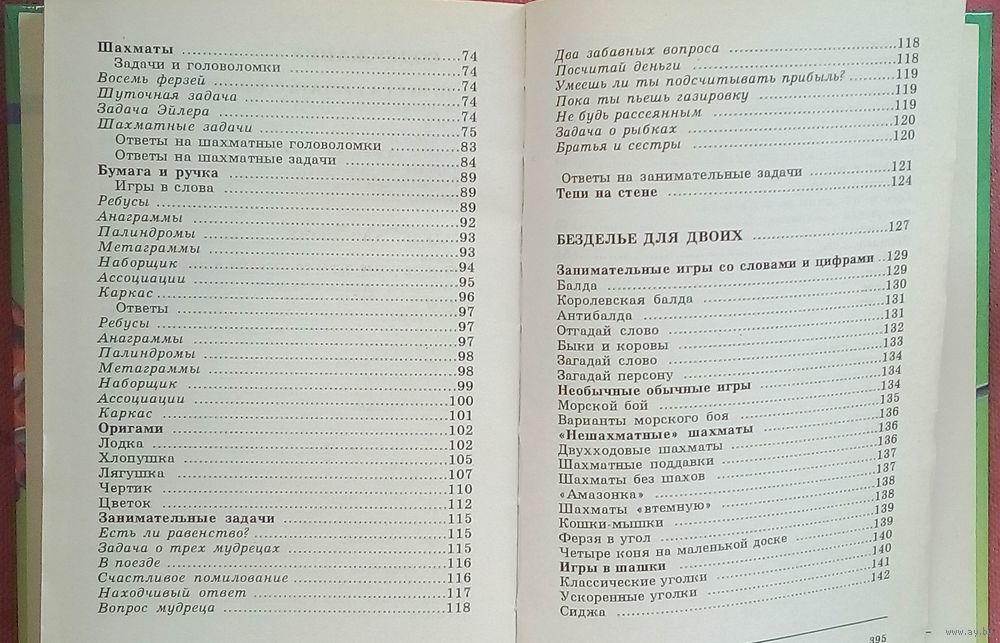 Шахматы ........ 74
Задачи и головоломки ........ 74
Восемь ферзей ........ 74
Шуточная задача ........ 74
Задача Эйлера ........ 74
Шахматные задачи ........ 75
Ответы на шахматные головоломки ........ 83
Ответы на шахматные задачи ........ 84
Бумага и ручка ........ 89
Игры в слова ........ 89
Ребусы ........ 89
Анаграммы ........ 92
Палиндромы ........ 93
Метаграммы ........ 93
Наборщик ........ 94
Ассоциации ........ 95
Каркас ........ 96
Ответы ........ 97
Ребусы ........ 97
Анаграммы ........ 97
Палиндромы ........ 98
Метаграммы ........ 98
Наборщик ........ 99
Ассоциации ........ 100
Каркас ........ 101
Оригами ........ 102
Лодка ........ 102
Хлопушка ........ 105
Лягушка ........ 107
Чертик ........ 110
Цветок ........ 112
Занимательные задачи ........ 115
Есть ли равенство? ........ 115
Задача о трех мудрецах ........ 115
В поезде ........ 116
Счастливое помилование ........ 116
Находчивый ответ ........ 117
Вопрос мудреца ........ 118
Два забавных вопроса ........ 118
Посчитай деньги ........ 118
Умеешь ли ты подсчитывать прибыль? ........ 119
Пока ты пьешь газировку ........ 119
Не будь рассеянным ........ 119
Задача о рыбках ........ 120
Братья и сестры ........ 120
Ответы на занимательные задачи ........ 121
Тени на стене ........ 124
БЕЗДЕЛЬЕ ДЛЯ ДВОИХ ........ 127
Занимательные игры со словами и цифрами .. 129
Балда ........ 129
Королевская балда ........ 130
Антибалда ........ 131
Отгадай слово ........ 131
Быки и коровы ........ 132
Загадай слово ........ 133
Загадай персону ........ 134
Необычные обычные игры ........ 134
Морской бой ........ 134
Варианты морского боя ........ 135
«Нешахматные» шахматы ........ 136
Двухходовые шахматы ........ 136
Шахматные поддавки ........ 136
Шахматы без шахов ........ 137
«Амазонка» ........ 137
Шахматы «втемную» ........ 138
Кошки-мышки ........ 138
Ферзя в угол ........ 139
Четыре коня на маленькой доске ........ 139
Игры в шашки ........ 140
Классические уголки ........ 140
Ускоренные уголки ........ 141
Сиджа ........ 142
395